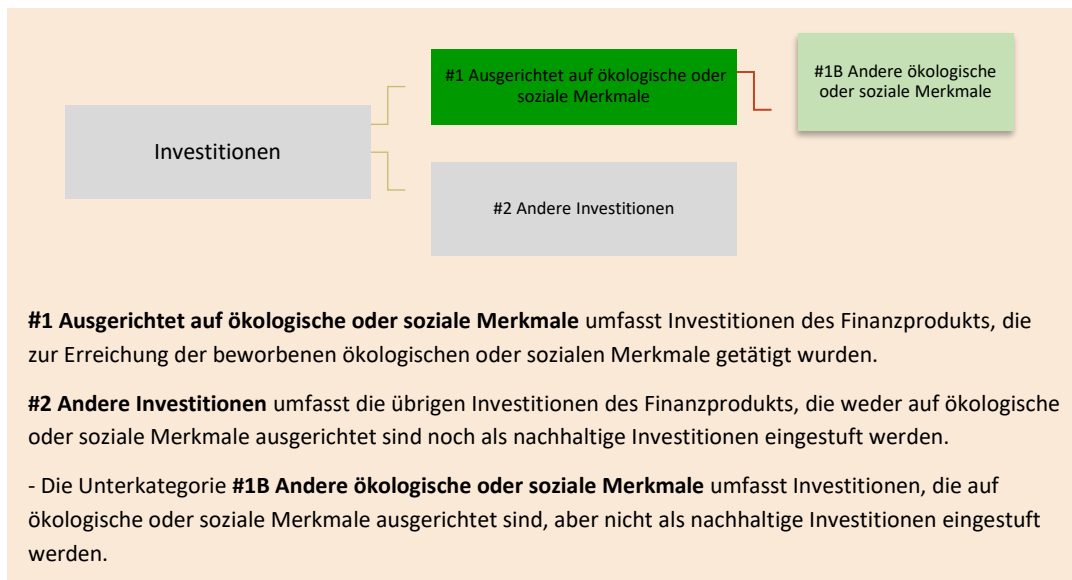 #1 Ausgerichtet auf ökologische oder
soziale Merkmale
#1B Andere ökologische
oder soziale Merkmale
Investitionen
#2 Andere Investitionen
#1 Ausgerichtet auf ökologische oder soziale Merkmale umfasst Investitionen des Finanzprodukts, die
zur Erreichung der beworbenen ökologischen oder sozialen Merkmale getätigt wurden.
#2 Andere Investitionen umfasst die übrigen Investitionen des Finanzprodukts, die weder auf ökologische
oder soziale Merkmale ausgerichtet sind noch als nachhaltige Investitionen eingestuft werden.
- Die Unterkategorie #1B Andere ökologische oder soziale Merkmale umfasst Investitionen, die auf
ökologische oder soziale Merkmale ausgerichtet sind, aber nicht als nachhaltige Investitionen eingestuft
werden.